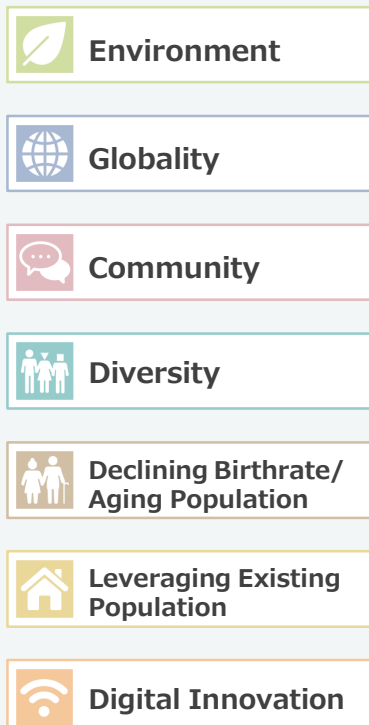 Environment
Globality
Community
Diversity
Declining Birthrate/
Aging Population
Leveraging Existing
Population
Digital Innovation